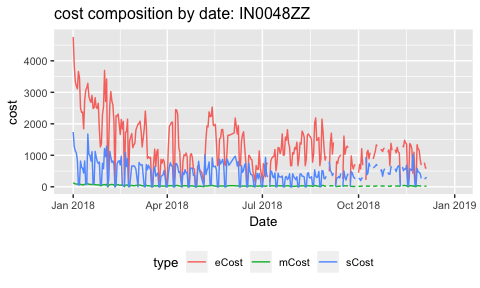 cost composition by date: IN0048ZZ
4000
3000
2000
1000
0
cost
Jan 2018
Apr 2018
Jul 2018
Oct 2018
Jan 2019
Date
type
eCost
mCost
sCost